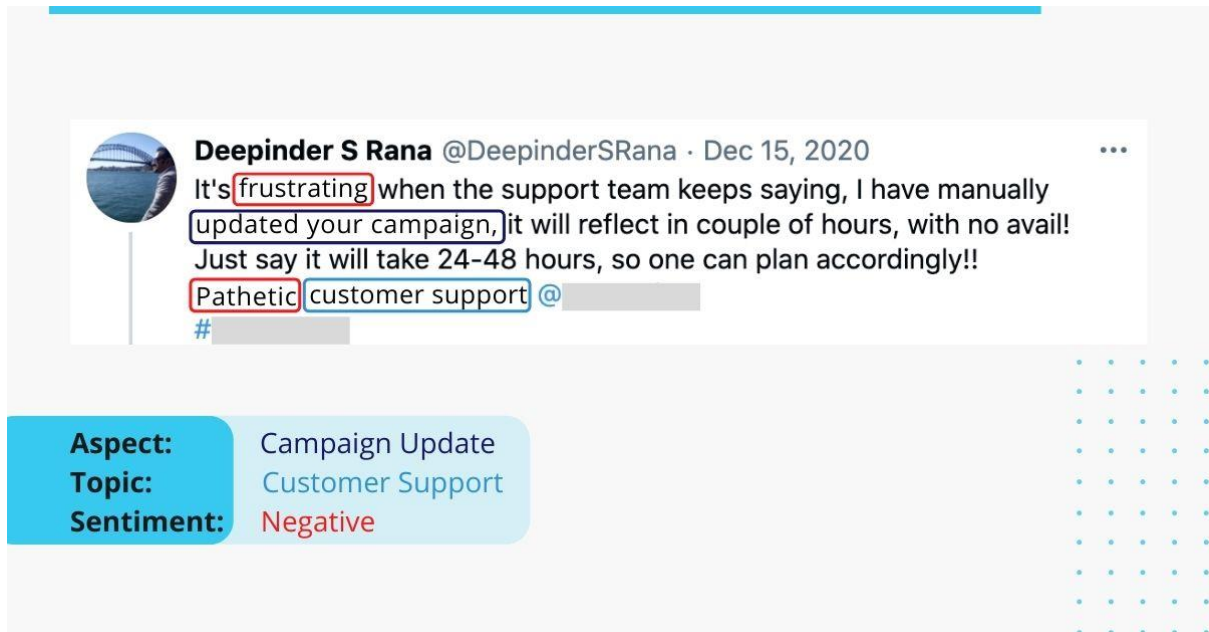 Deepinder S Rana @DeepinderSRana · Dec 15, 2020 ...
It's frustrating when the support team keeps saying, I have manually
updated your campaign, it will reflect in couple of hours, with no avail!
Just say it will take 24-48 hours, so one can plan accordingly!!
Pathetic customer support @
#
Aspect: Campaign Update
Topic: Customer Support
Sentiment: Negative